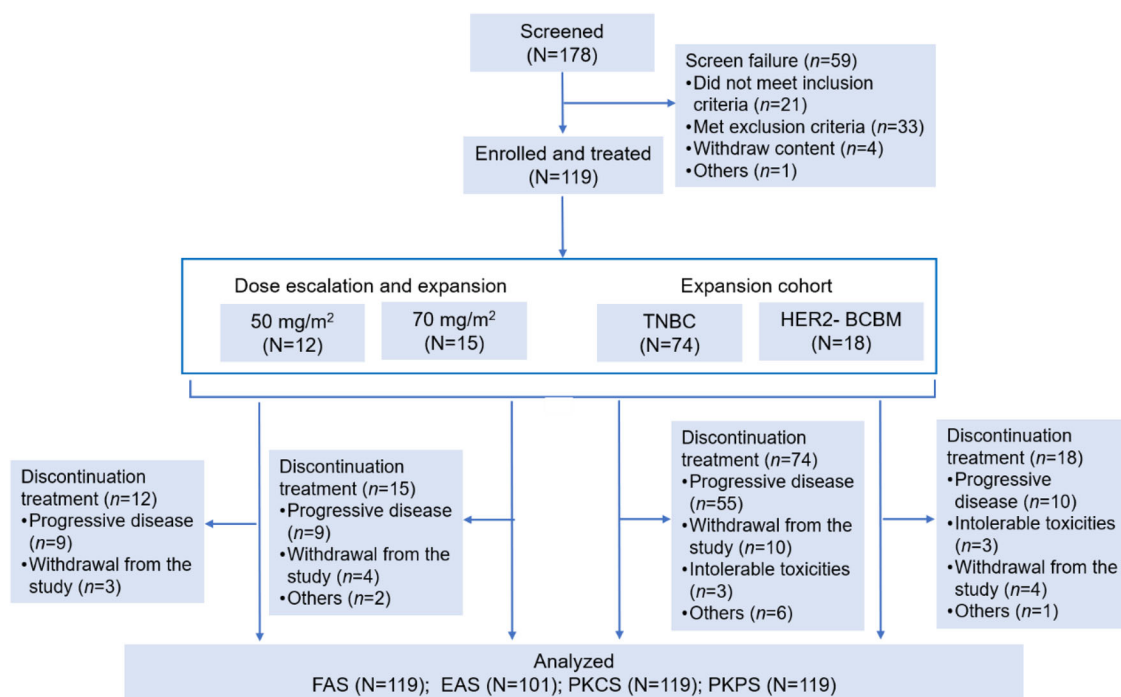 Screened
(N=178)
Screen failure (n=59)
•Did not meet inclusion
criteria (n=21)
•Met exclusion criteria (n=33)
•Withdraw content (n=4)
•Others (n=1)
Enrolled and treated
(N=119)
Dose escalation and expansion
50 mg/m²
(N=12)
70 mg/m²
(N=15)
Expansion cohort
TNBC
(N=74)
HER2- BCBM
(N=18)
Discontinuation
treatment (n=12)
•Progressive disease
(n=9)
•Withdrawal from the
study (n=3)
Discontinuation
treatment (n=15)
•Progressive disease
(n=9)
•Withdrawal from the
study (n=4)
•Others (n=2)
Discontinuation
treatment (n=74)
•Progressive disease
(n=55)
•Withdrawal from the
study (n=10)
•Intolerable toxicities
(n=3)
•Others (n=6)
Discontinuation
treatment (n=18)
•Progressive
disease (n=10)
•Intolerable toxicities
(n=3)
•Withdrawal from the
study (n=4)
•Others (n=1)
Analyzed
FAS (N=119); EAS (N=101); PKCS (N=119); PKPS (N=119)